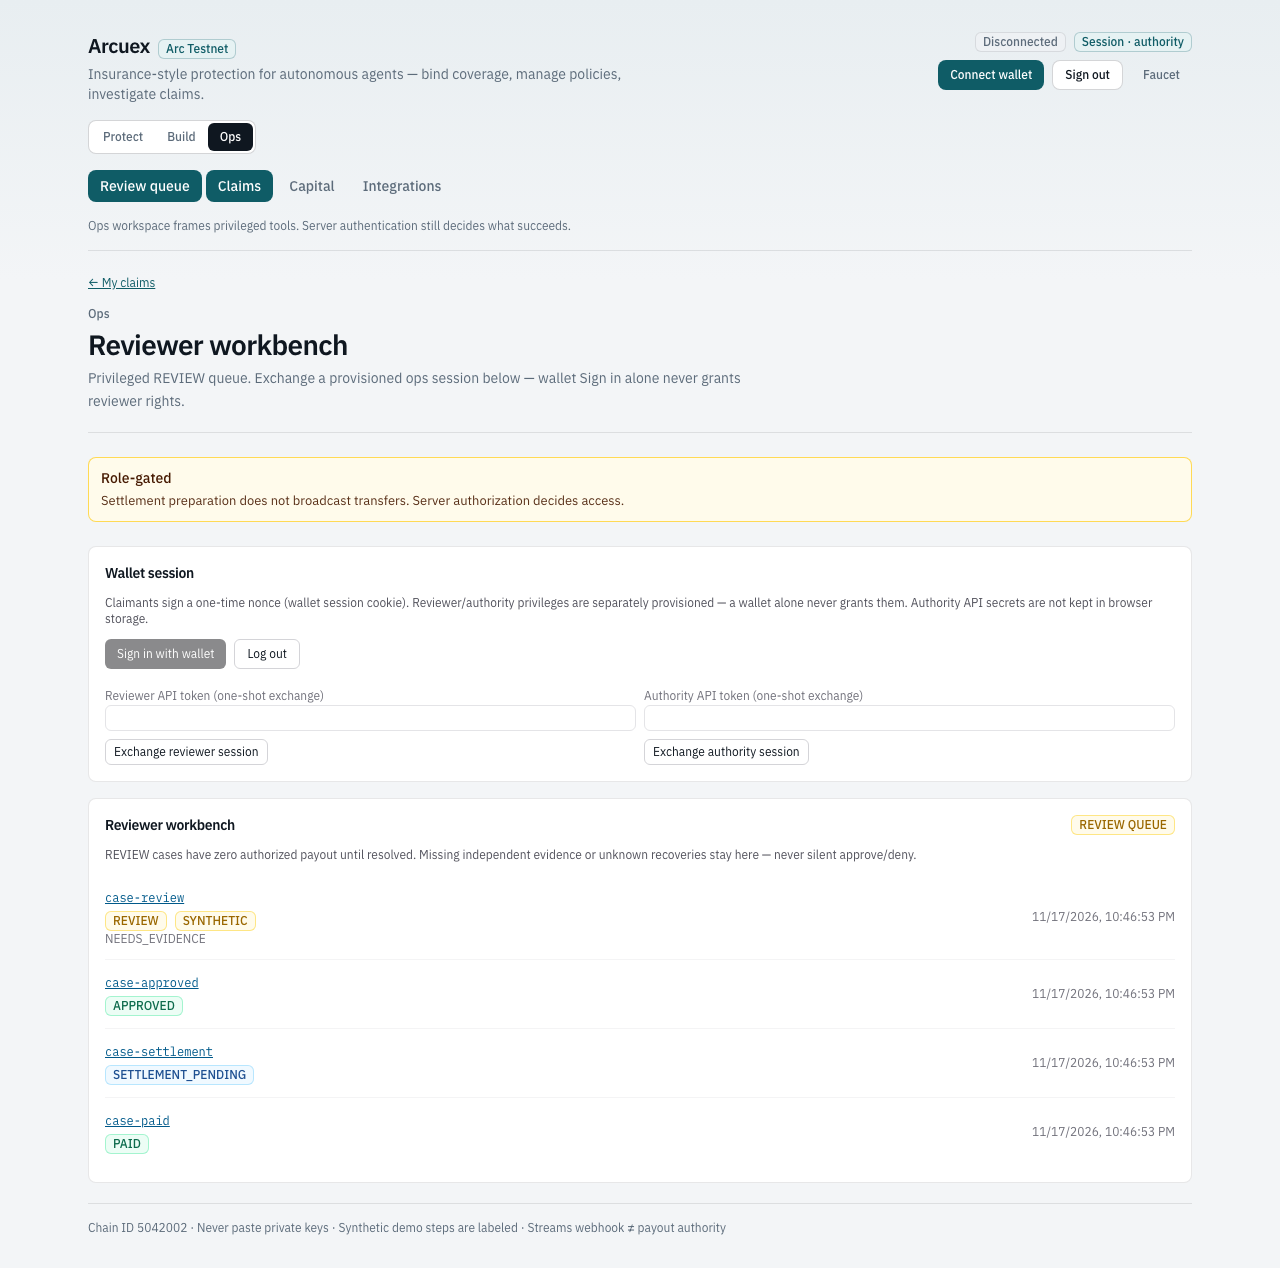 Arcuex Arc Testnet
Disconnected Session · authority
Insurance-style protection for autonomous agents — bind coverage, manage policies,
investigate claims.
Connect wallet Sign out Faucet
Protect Build Ops
Review queue Claims Capital Integrations
Ops workspace frames privileged tools. Server authentication still decides what succeeds.
← My claims
Ops
Reviewer workbench
Privileged REVIEW queue. Exchange a provisioned ops session below — wallet Sign in alone never grants
reviewer rights.
Role-gated
Settlement preparation does not broadcast transfers. Server authorization decides access.
Wallet session
Claimants sign a one-time nonce (wallet session cookie). Reviewer/authority privileges are separately provisioned — a wallet alone never grants them. Authority API secrets are not kept in browser
storage.
Sign in with wallet Log out
Reviewer API token (one-shot exchange) Authority API token (one-shot exchange)
Exchange reviewer session Exchange authority session
Reviewer workbench REVIEW QUEUE
REVIEW cases have zero authorized payout until resolved. Missing independent evidence or unknown recoveries stay here — never silent approve/deny.
case-review
REVIEW SYNTHETIC
NEEDS_EVIDENCE
11/17/2026, 10:46:53 PM
case-approved
APPROVED
11/17/2026, 10:46:53 PM
case-settlement
SETTLEMENT_PENDING
11/17/2026, 10:46:53 PM
case-paid
PAID
11/17/2026, 10:46:53 PM
Chain ID 5042002 · Never paste private keys · Synthetic demo steps are labeled · Streams webhook ≠ payout authority